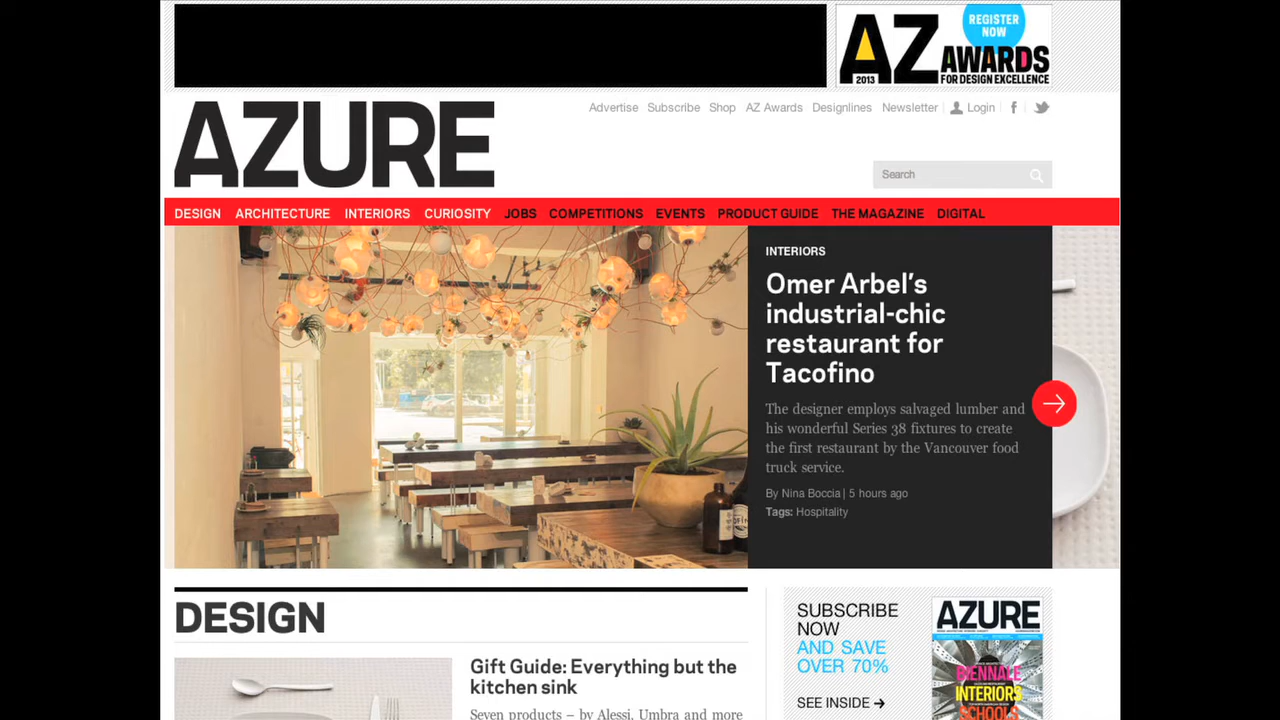 REGISTER
NOW
AZ
2013
AWARDS
FOR DESIGN EXCELLENCE
Advertise Subscribe Shop AZ Awards Designlines Newsletter Login
AZURE
Search
DESIGN ARCHITECTURE INTERIORS CURIOSITY JOBS COMPETITIONS EVENTS PRODUCT GUIDE THE MAGAZINE DIGITAL
INTERIORS
Omer Arbel's
industrial-chic
restaurant for
Tacofino
The designer employs salvaged lumber and
his wonderful Series 38 fixtures to create
the first restaurant by the Vancouver food
truck service.
By Nina Boccia | 5 hours ago
Tags: Hospitality
DESIGN
Gift Guide: Everything but the
kitchen sink
Seven products – by Alessi, Umbra and more
SUBSCRIBE
NOW
AND SAVE
OVER 70%
SEE INSIDE →
AZURE
BIENNALE
INTERIORS
SCHOOLS